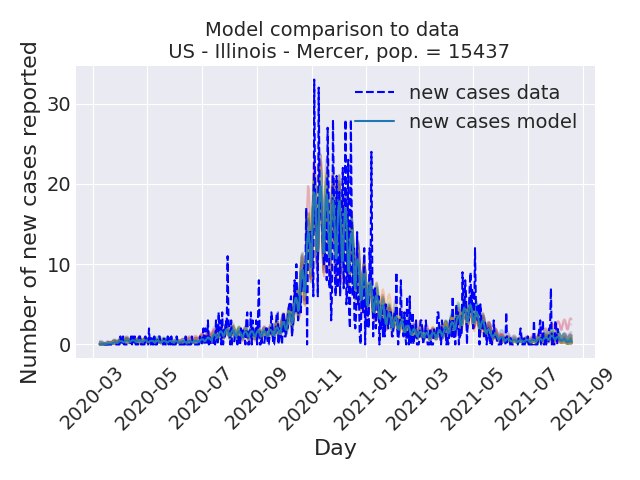 Model comparison to data
US - Illinois - Mercer, pop. = 15437
new cases data
new cases model
Number of new cases reported
30
20
10
0
2020-03
2020-05
2020-07
2020-09
2020-11
2021-01
2021-03
2021-05
2021-07
2021-09
Day